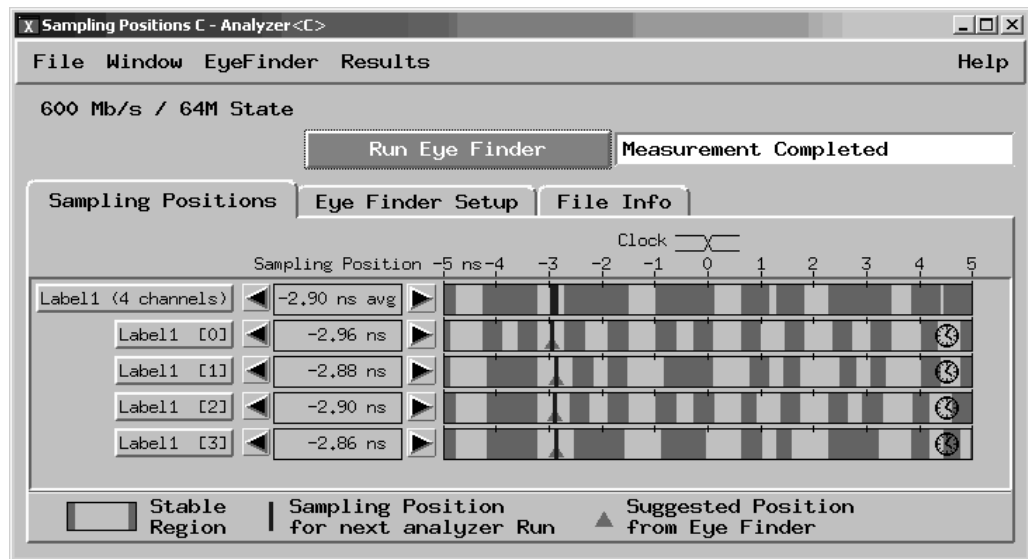 X Sampling Positions C - Analyzer<C>
File Window EyeFinder Results Help
600 Mb/s / 64M State
Run Eye Finder Measurement Completed
Sampling Positions Eye Finder Setup File Info
Clock
Sampling Position -5 ns -4 -3 -2 -1 0 1 2 3 4 5
Label1 (4 channels) -2.90 ns avg
Label1 [0] -2.96 ns
Label1 [1] -2.88 ns
Label1 [2] -2.90 ns
Label1 [3] -2.86 ns
Stable Sampling Position Suggested Position
Region for next analyzer Run from Eye Finder